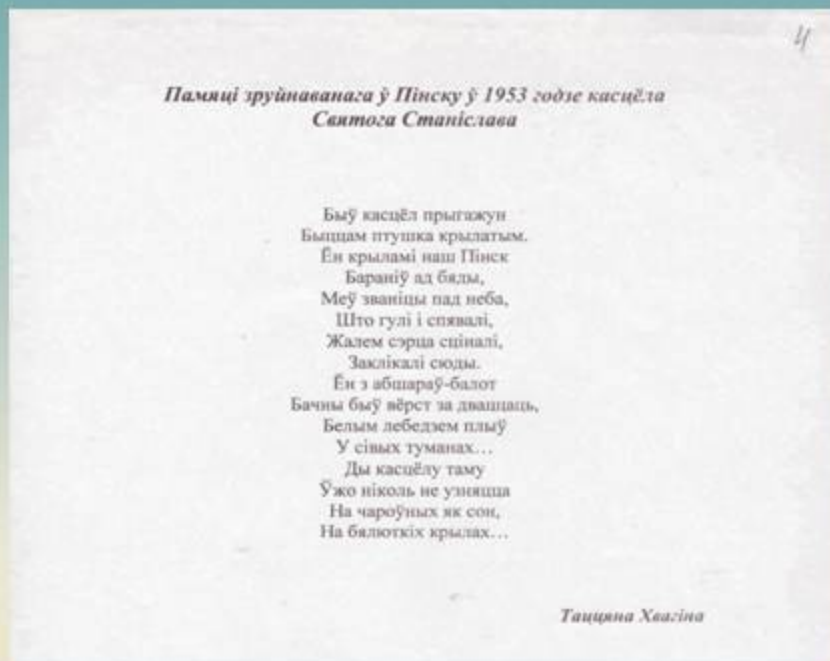 4
Памяці зруйнаванага ў Пінску ў 1953 годзе касцёла
Святога Станіслава
Быў касцёл прыгажун
Быццам птушка крылатым.
Ён крыламі наш Пінск
Бараніў ад бяды,
Меў званіцы пад неба,
Што гулі і спявалі,
Жалем сэрца сціналі,
Заклікалі сюды.
Ён з абшараў-балот
Бачны быў вёрст за дваццаць,
Белым лебедзем плыў
У сівых туманах…
Ды касцёлу таму
Ўжо ніколь не узняцца
На чароўных як сон,
На бялюткіх крылах…
Таццяна Хвагіна